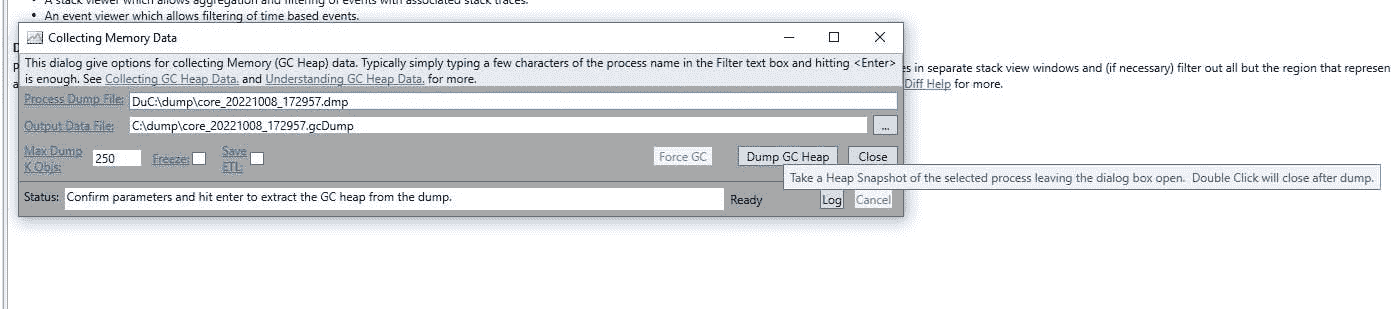 • A stack viewer which allows aggregation and filtering of events with associated stack traces.
• An event viewer which allows filtering of time based events.
Collecting Memory Data
This dialog give options for collecting Memory (GC Heap) data. Typically simply typing a few characters of the process name in the Filter text box and hitting <Enter>
is enough. See Collecting GC Heap Data. and Understanding GC Heap Data. for more.
es in separate stack view windows and (if necessary) filter out all but the region that represen
Diff Help for more.
Process Dump File: DuC:\dump\core_20221008_172957.dmp
Output Data File: C:\dump\core_20221008_172957.gcDump ...
Max Dump
K Objs: 250 Freeze: Save
ETL: Force GC Dump GC Heap Close
Take a Heap Snapshot of the selected process leaving the dialog box open. Double Click will close after dump.
Status: Confirm parameters and hit enter to extract the GC heap from the dump. Ready Log Cancel